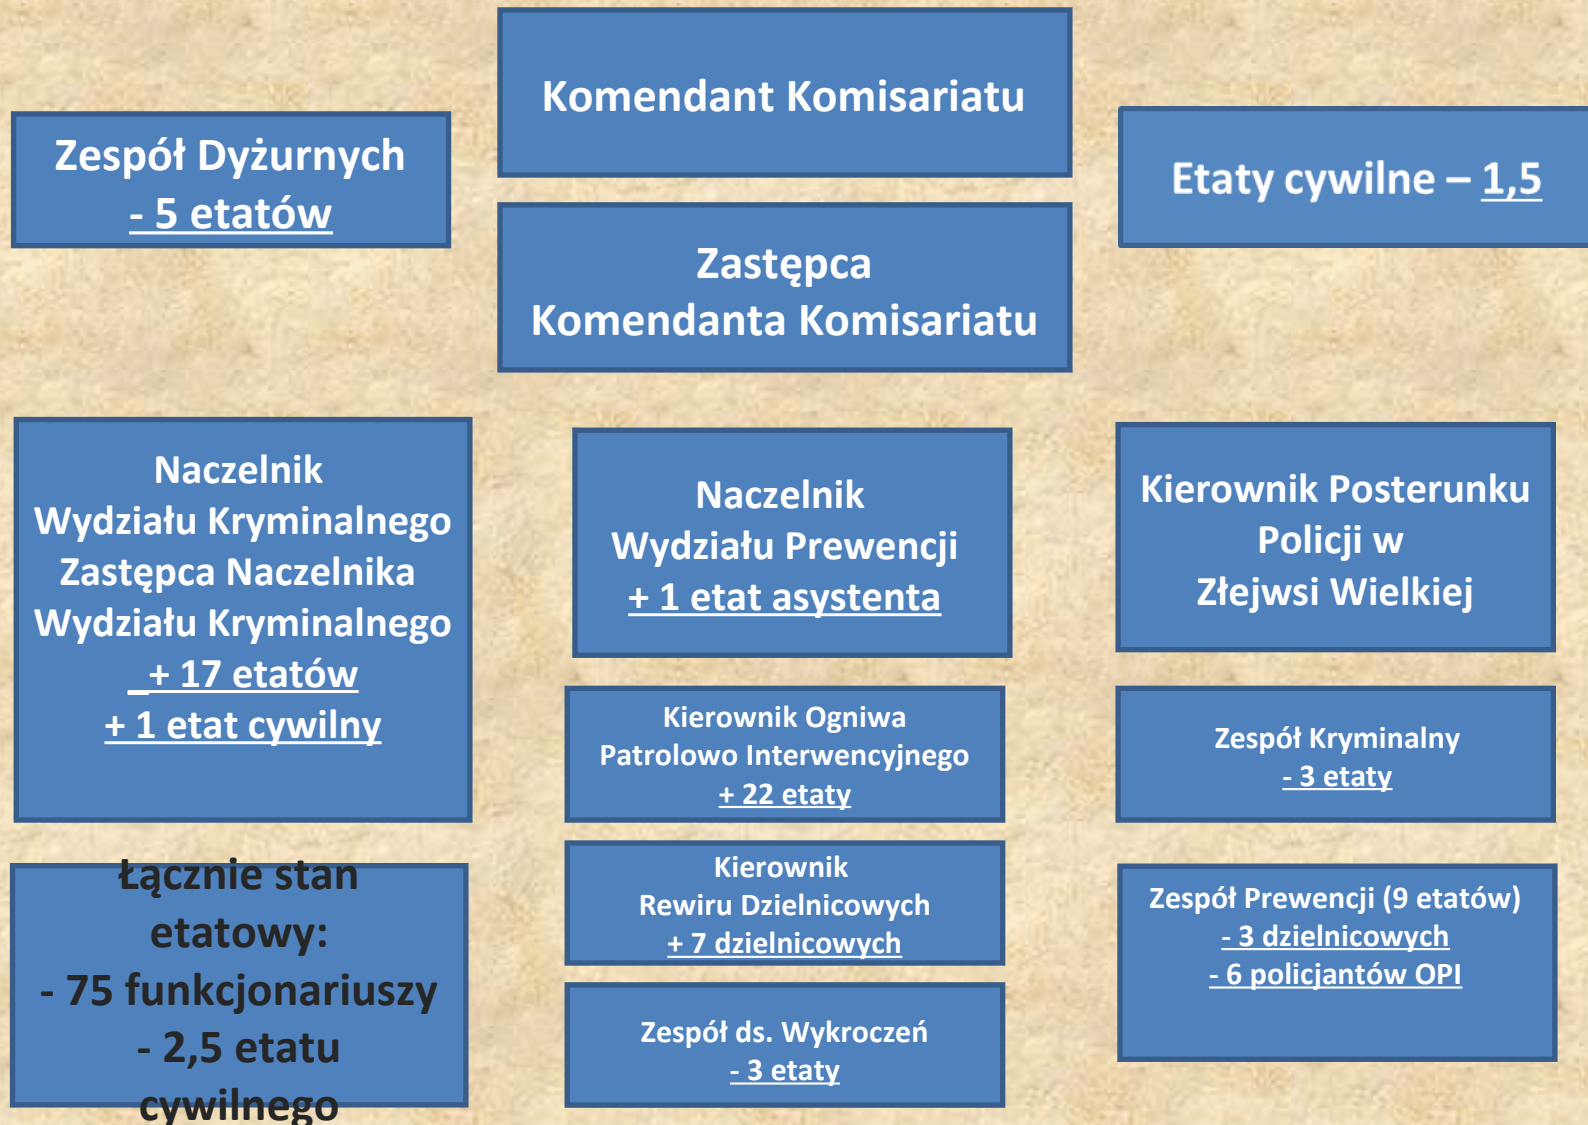 Komendant Komisariatu
Zespół Dyżurnych
- 5 etatów
Etaty cywilne – 1,5
Zastępca
Komendanta Komisariatu
Naczelnik
Wydziału Kryminalnego
Zastępca Naczelnika
Wydziału Kryminalnego
_+ 17 etatów
+ 1 etat cywilny
Naczelnik
Wydziału Prewencji
+ 1 etat asystenta
Kierownik Posterunku
Policji w
Złejwsi Wielkiej
Kierownik Ogniwa
Patrolowo Interwencyjnego
+ 22 etaty
Zespół Kryminalny
- 3 etaty
Łącznie stan
etatowy:
- 75 funkcjonariuszy
- 2,5 etatu
cywilnego
Kierownik
Rewiru Dzielnicowych
+ 7 dzielnicowych
Zespół Prewencji (9 etatów)
- 3 dzielnicowych
- 6 policjantów OPI
Zespół ds. Wykroczeń
- 3 etaty